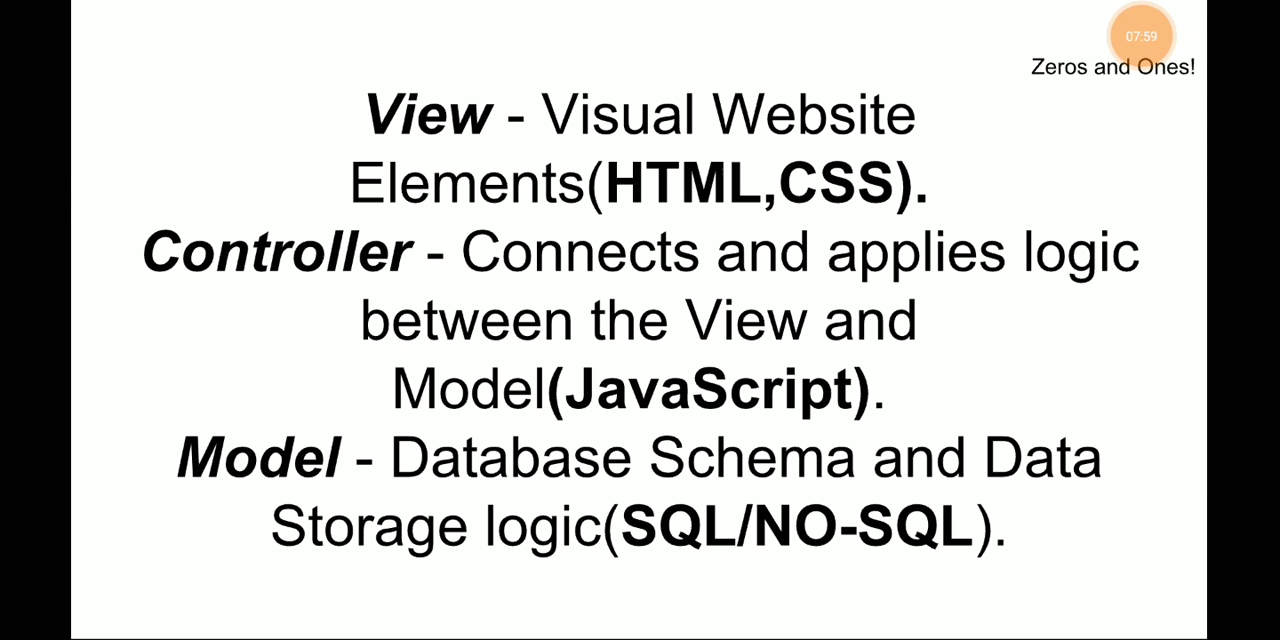 07:59
Zeros and Ones!
View - Visual Website
Elements(HTML,CSS).
Controller - Connects and applies logic
between the View and
Model(JavaScript).
Model - Database Schema and Data
Storage logic(SQL/NO-SQL).